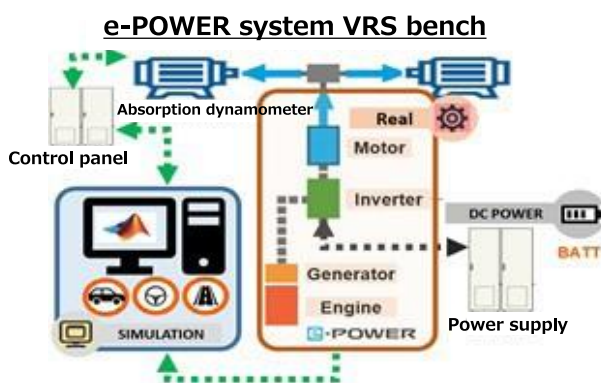 e-POWER system VRS bench
Absorption dynamometer
Control panel
Real
Motor
Inverter
DC POWER
BATT
Generator
Engine
e-POWER
Power supply
SIMULATION